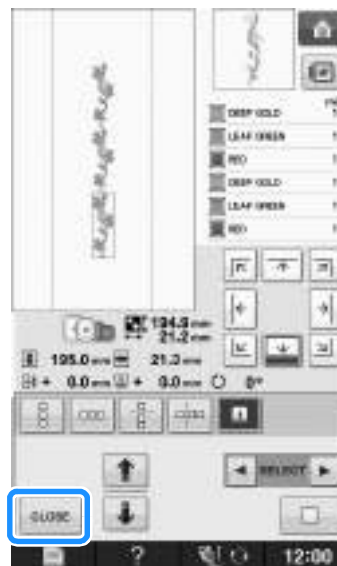 DEEP GOLD
LEAF GREEN
RED
DEEP GOLD
LEAF GREEN
RED
194.9 mm
21.2 mm
195.0 mm 21.3 mm
+ 0.0 mm + 0.0 mm 0°
SELECT
CLOSE
? 12:00